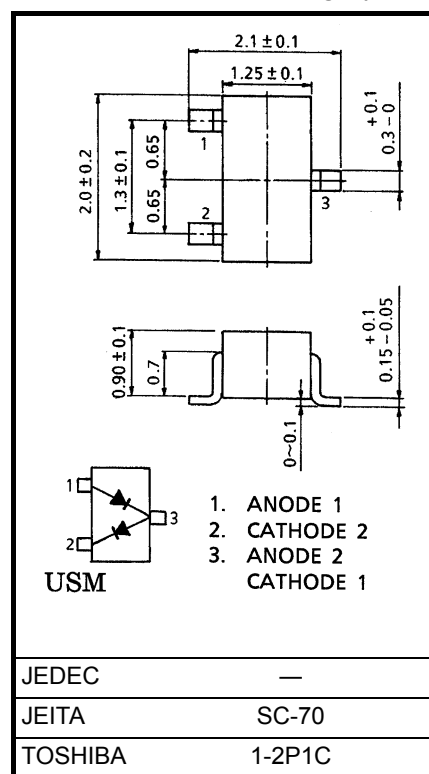 2.1±0.1
1.25±0.1
+0.1
0.3-0
2.0±0.2
1.3±0.1
0.65
0.65
1
2
3
0.90±0.1
0.7
+0.1
0.15-0.05
0~0.1
1
2
3
USM
1. ANODE 1
2. CATHODE 2
3. ANODE 2
CATHODE 1
JEDEC —
JEITA SC-70
TOSHIBA 1-2P1C